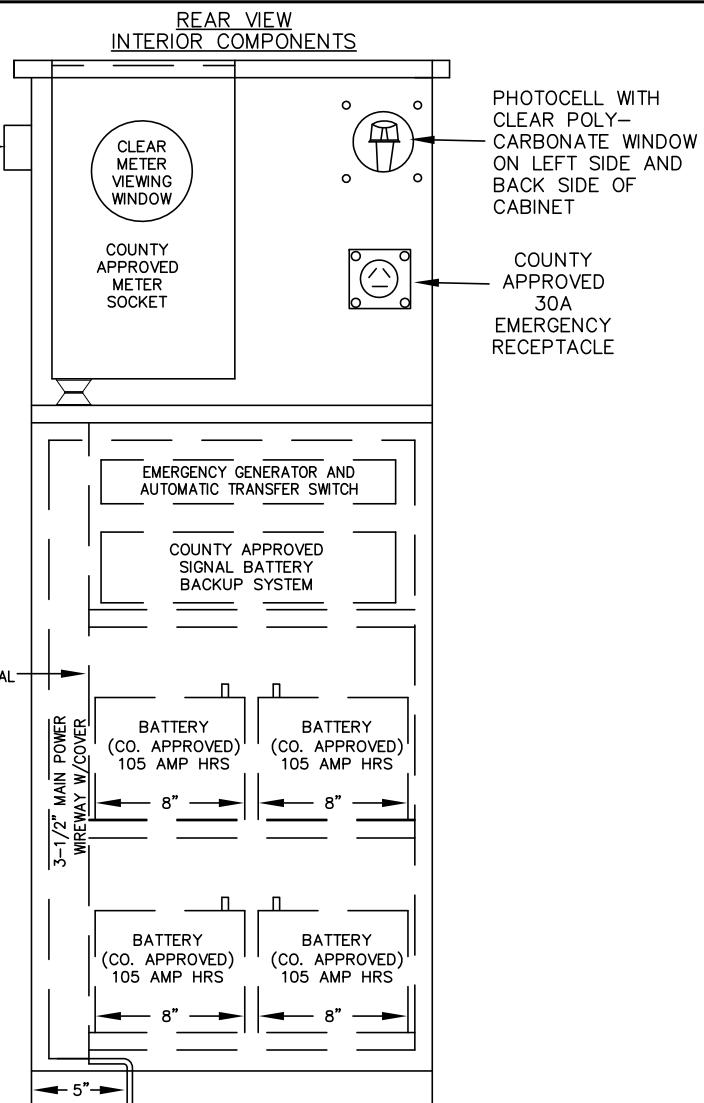 REAR VIEW
INTERIOR COMPONENTS
CLEAR
METER
VIEWING
WINDOW
COUNTY
APPROVED
METER
SOCKET
PHOTOCELL WITH
CLEAR POLY-
CARBONATE WINDOW
ON LEFT SIDE AND
BACK SIDE OF
CABINET
COUNTY
APPROVED
30A
EMERGENCY
RECEPTACLE
EMERGENCY GENERATOR AND
AUTOMATIC TRANSFER SWITCH
COUNTY APPROVED
SIGNAL BATTERY
BACKUP SYSTEM
AL
3-1/2" MAIN POWER
WIREWAY W/COVER
BATTERY
(CO. APPROVED)
105 AMP HRS
8"
BATTERY
(CO. APPROVED)
105 AMP HRS
8"
BATTERY
(CO. APPROVED)
105 AMP HRS
8"
BATTERY
(CO. APPROVED)
105 AMP HRS
8"
5"